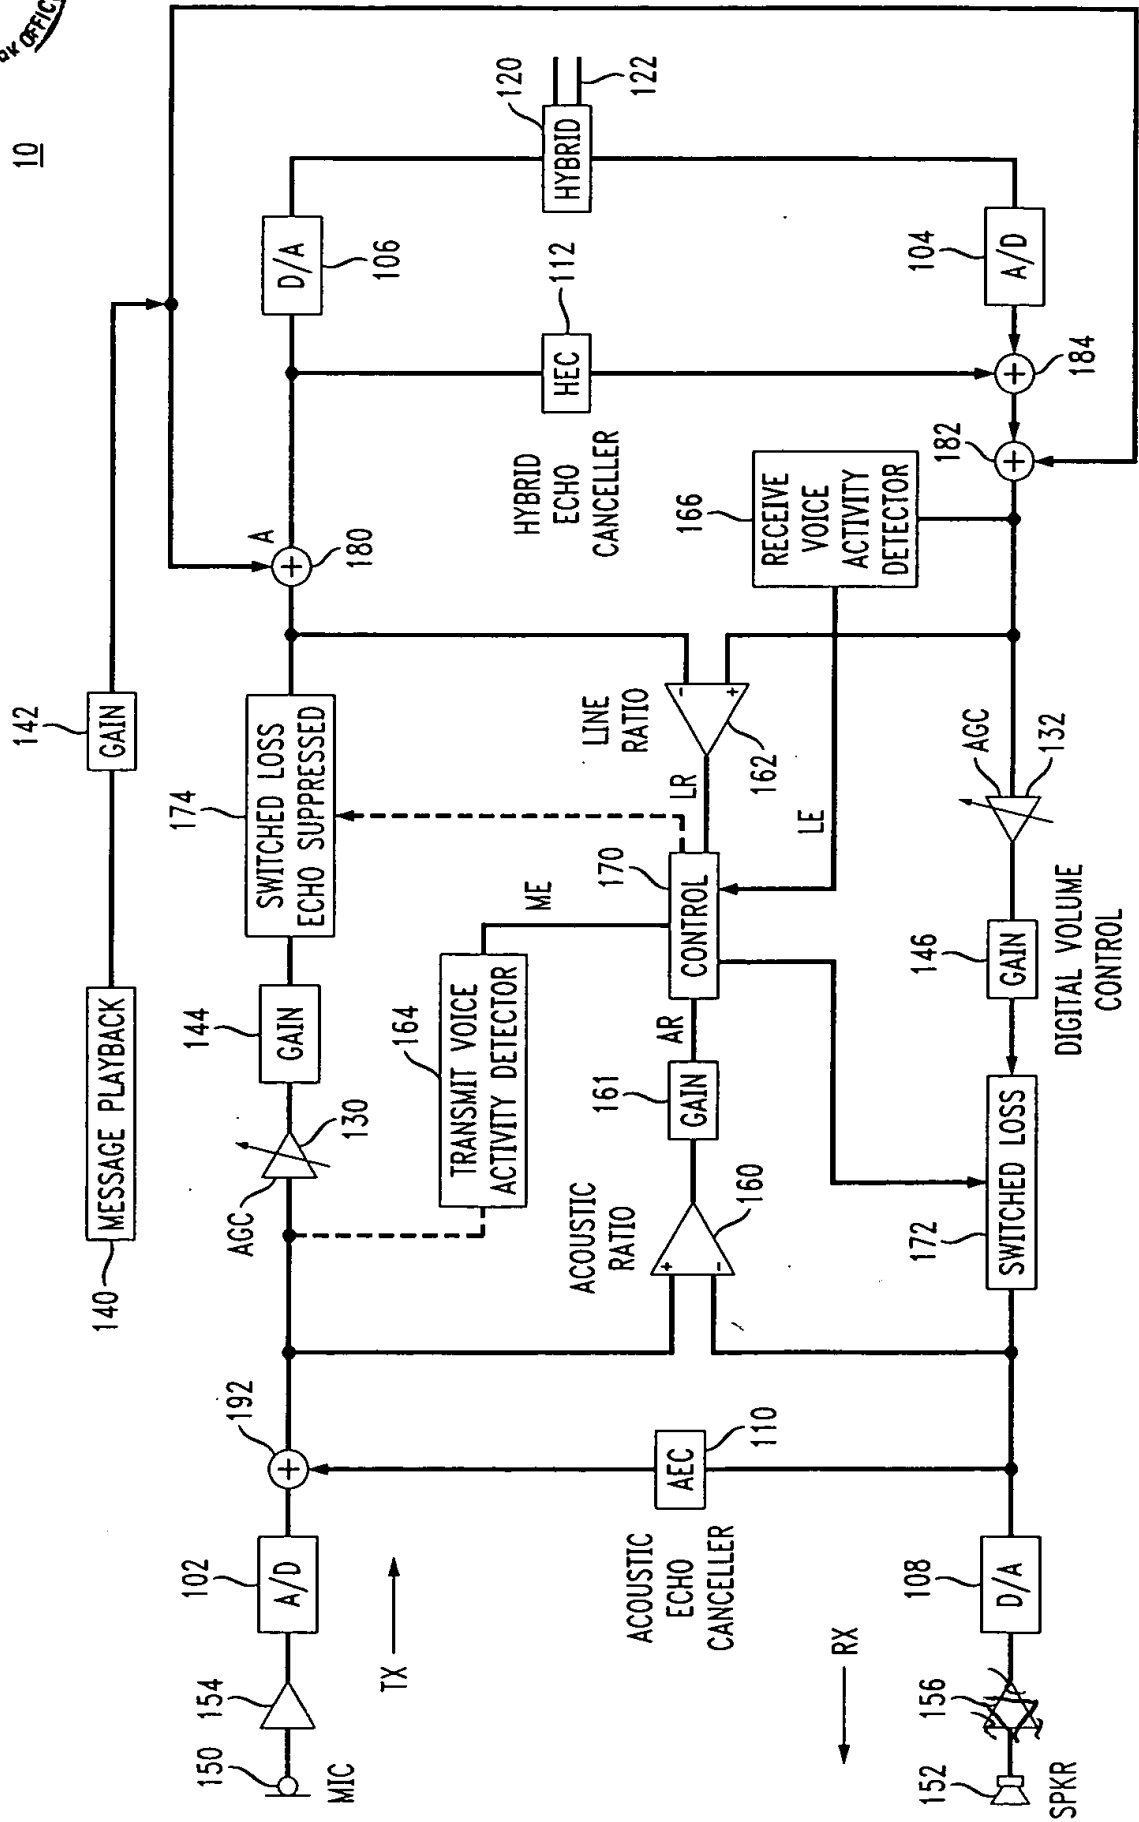 RK OFFIC
10
142
GAIN
140
MESSAGE PLAYBACK
150
MIC
154
102
A/D
192
AGC
130
144
GAIN
174
SWITCHED LOSS
ECHO SUPPRESSED
180
A
D/A
106
120
HYBRID
122
TX
164
TRANSMIT VOICE
ACTIVITY DETECTOR
ME
HYBRID
ECHO
CANCELLER
HEC
112
ACOUSTIC
ECHO
CANCELLER
AEC
110
ACOUSTIC
RATIO
+
-
160
161
GAIN
AR
170
CONTROL
LR
LINE
RATIO
-
+
162
LE
166
RECEIVE
VOICE
ACTIVITY
DETECTOR
RX
152
SPKR
156
108
D/A
172
SWITCHED LOSS
146
GAIN
DIGITAL VOLUME
CONTROL
AGC
132
182
184
104
A/D